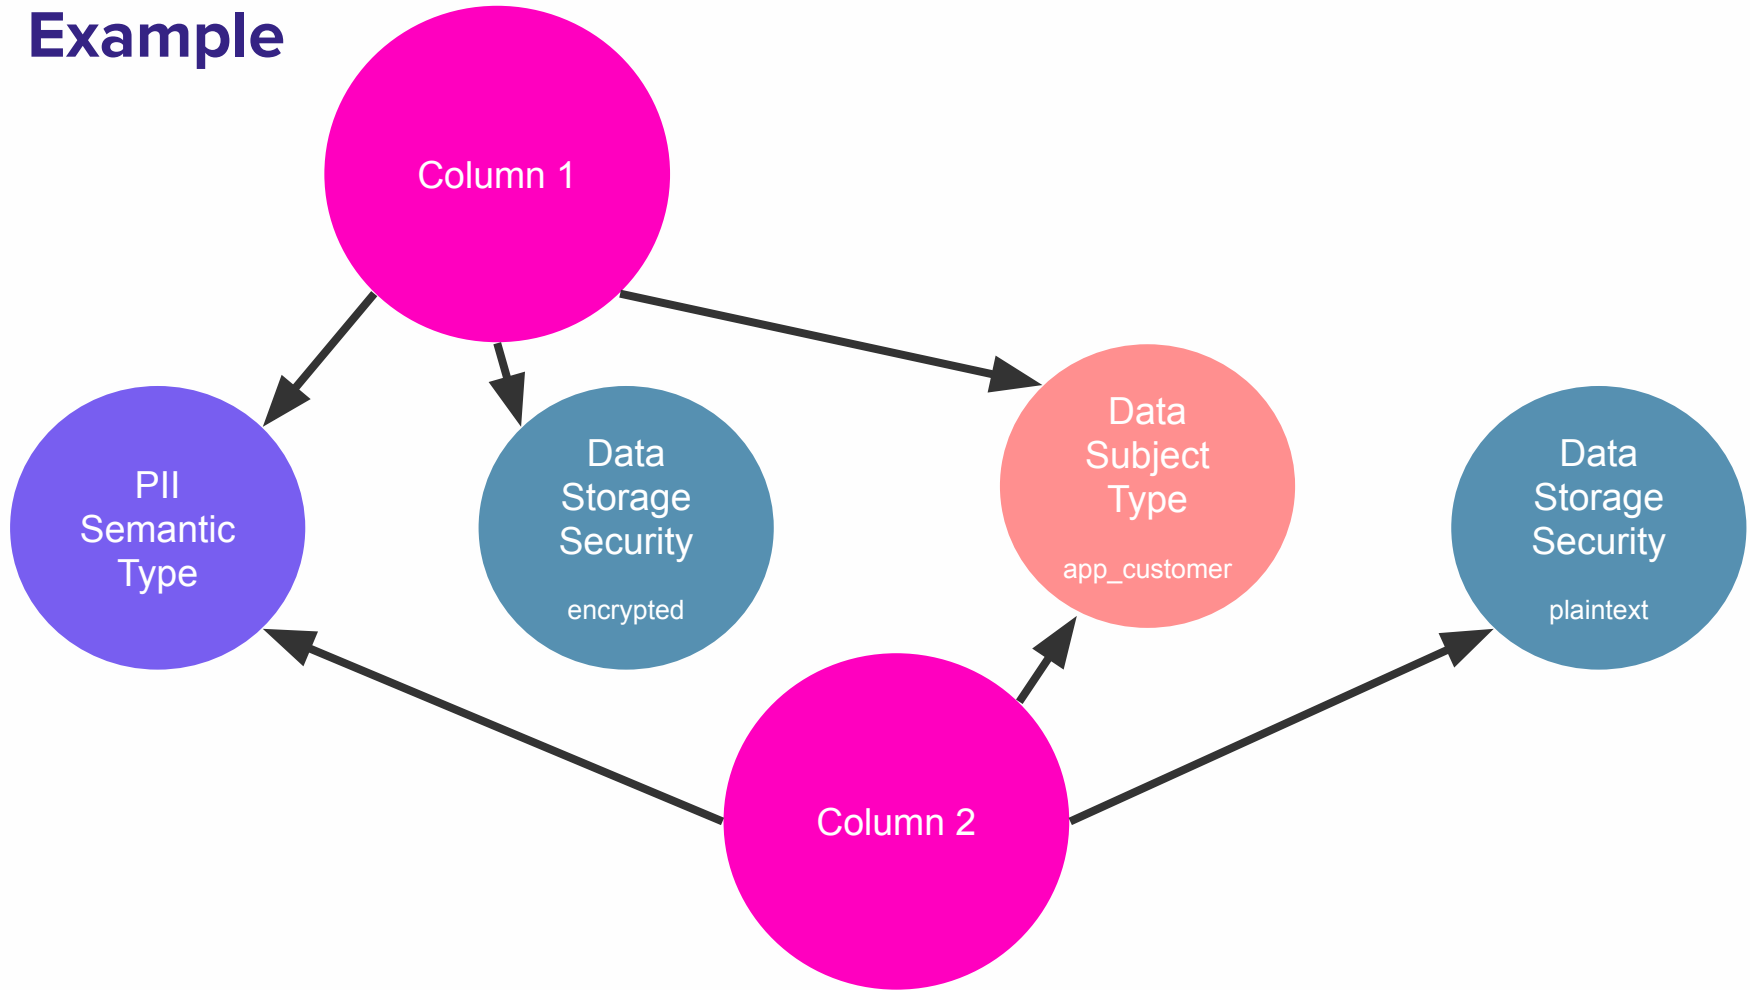 Example
Column 1
PII
Semantic
Type
Data
Storage
Security
encrypted
Data
Subject
Type
app_customer
Data
Storage
Security
plaintext
Column 2